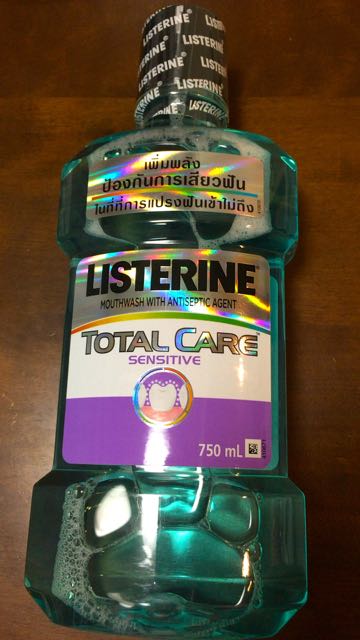 LISTERINE®
LISTERINE®
LISTERINE®
LISTERINE®
เพิ่มพลัง
ป้องกันการเสียวฟัน
ในที่ที่การแปรงฟันเข้าไม่ถึง
LISTERINE®
MOUTHWASH WITH ANTISEPTIC AGENT
TOTAL CARE
SENSITIVE
750 mL